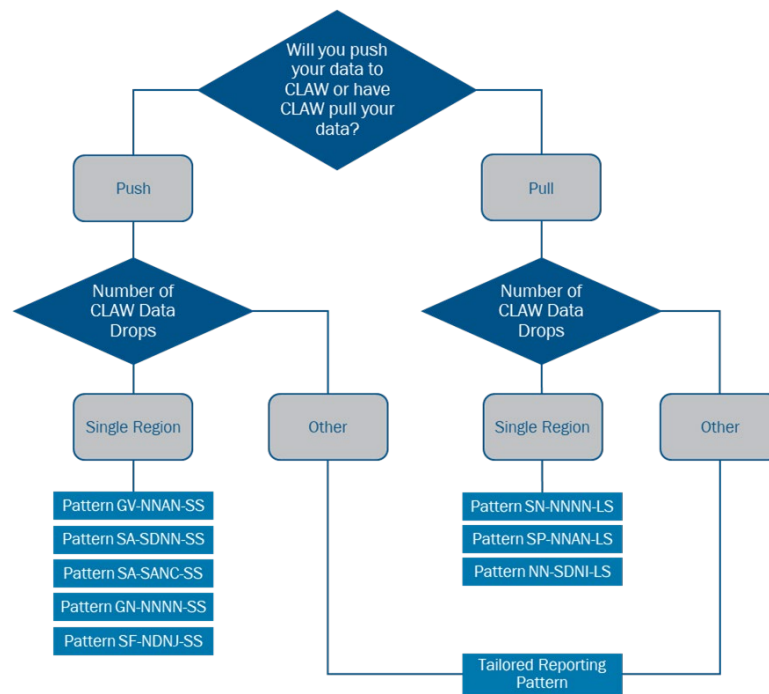 Will you push
your data to
CLAW or have
CLAW pull your
data?
Push
Pull
Number of
CLAW Data
Drops
Number of
CLAW Data
Drops
Single Region
Other
Single Region
Other
Pattern GV-NNAN-SS
Pattern SA-SDNN-SS
Pattern SA-SANC-SS
Pattern GN-NNNN-SS
Pattern SF-NDNJ-SS
Pattern SN-NNNN-LS
Pattern SP-NNAN-LS
Pattern NN-SDNI-LS
Tailored Reporting
Pattern